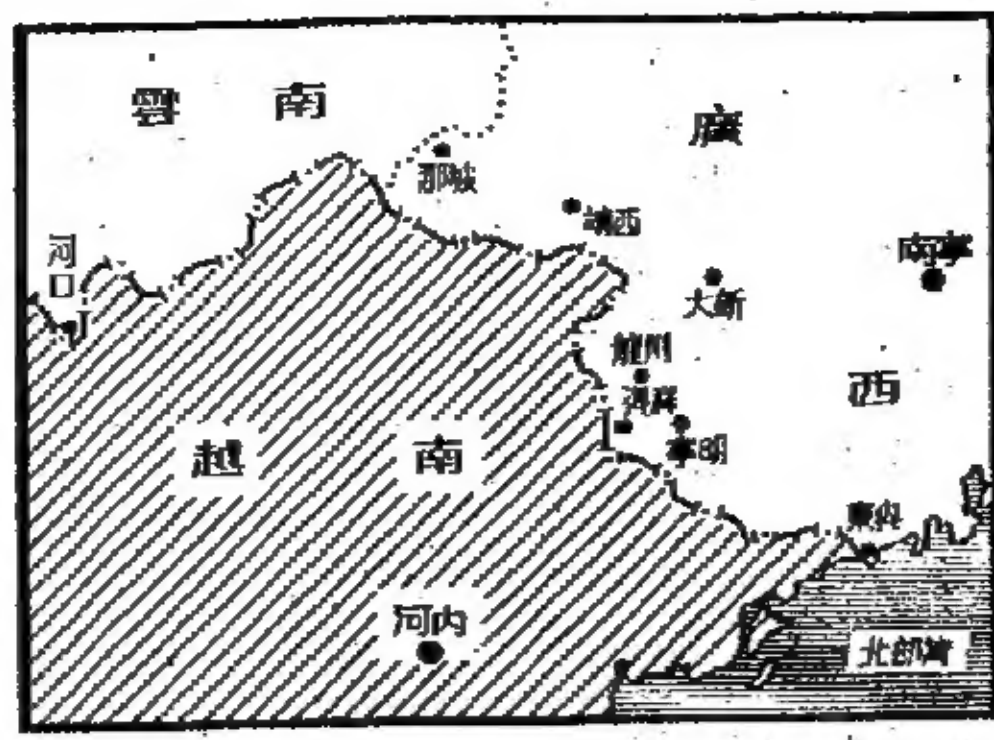 雲南
廣
那坡
靖西
河口
南寧
大新
龍州
憑祥
西
寧明
越南
東興
河内
北部灣